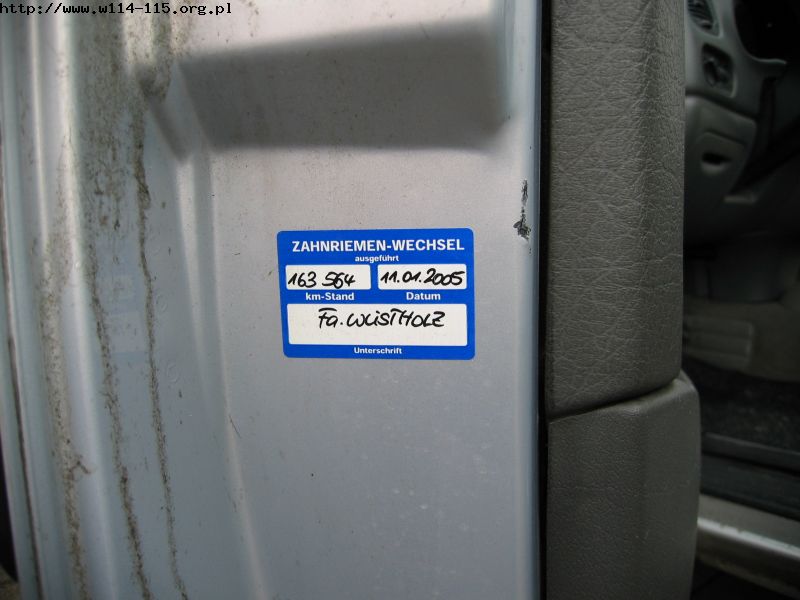 http://www.w114-115.org.pl
ZAHNRIEMEN-WECHSEL
ausgeführt
163 564 11.01.2005
km-Stand Datum
Fa. WÜSTHOLZ
Unterschrift